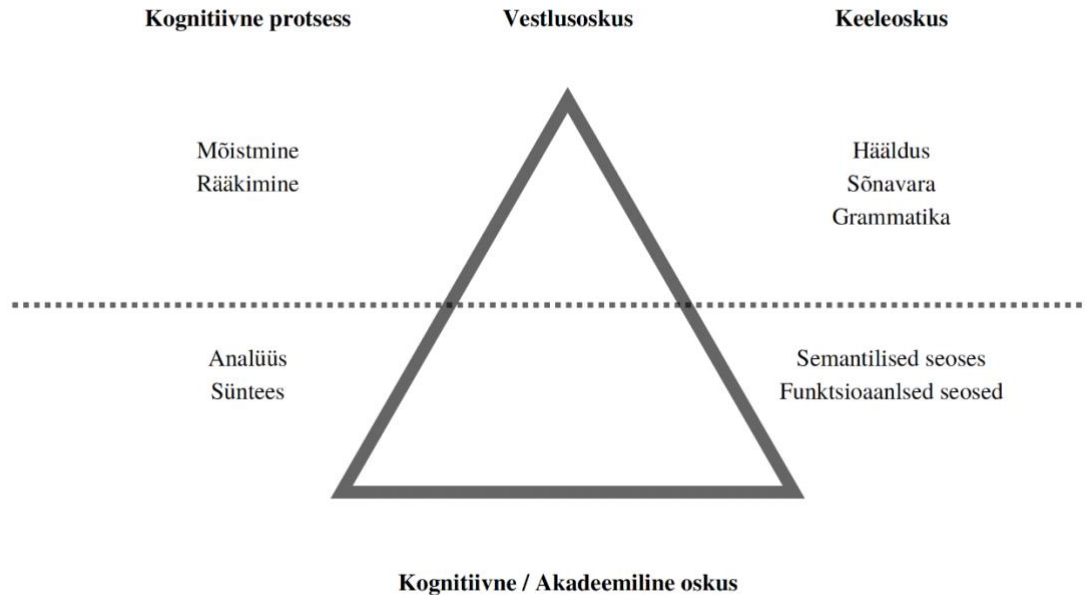 Kognitiivne protsess
Vestlusoskus
Keeleoskus
Mõistmine
Rääkimine
Hääldus
Sõnavara
Grammatika
Analüüs
Süntees
Semantilised seoses
Funktsioaanlsed seosed
Kognitiivne / Akadeemiline oskus